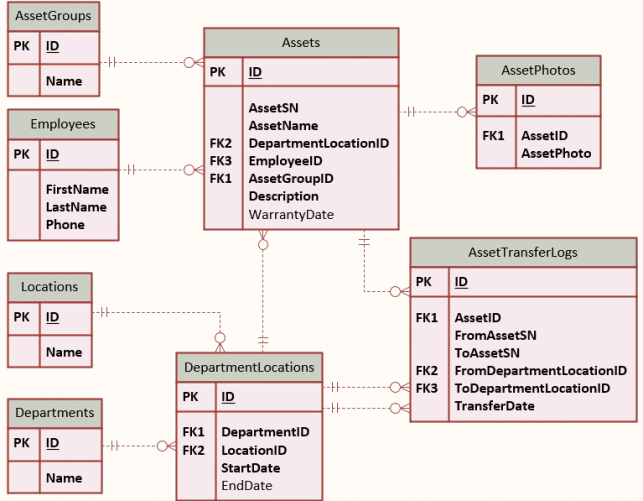 AssetGroups
PK ID
Name
Employees
PK ID
FirstName
LastName
Phone
Locations
PK ID
Name
Departments
PK ID
Name
Assets
PK ID
AssetSN
AssetName
FK2 DepartmentLocationID
FK3 EmployeeID
FK1 AssetGroupID
Description
WarrantyDate
DepartmentLocations
PK ID
FK1 DepartmentID
FK2 LocationID
StartDate
EndDate
AssetPhotos
PK ID
FK1 AssetID
AssetPhoto
AssetTransferLogs
PK ID
FK1 AssetID
FromAssetSN
ToAssetSN
FK2 FromDepartmentLocationID
FK3 ToDepartmentLocationID
TransferDate